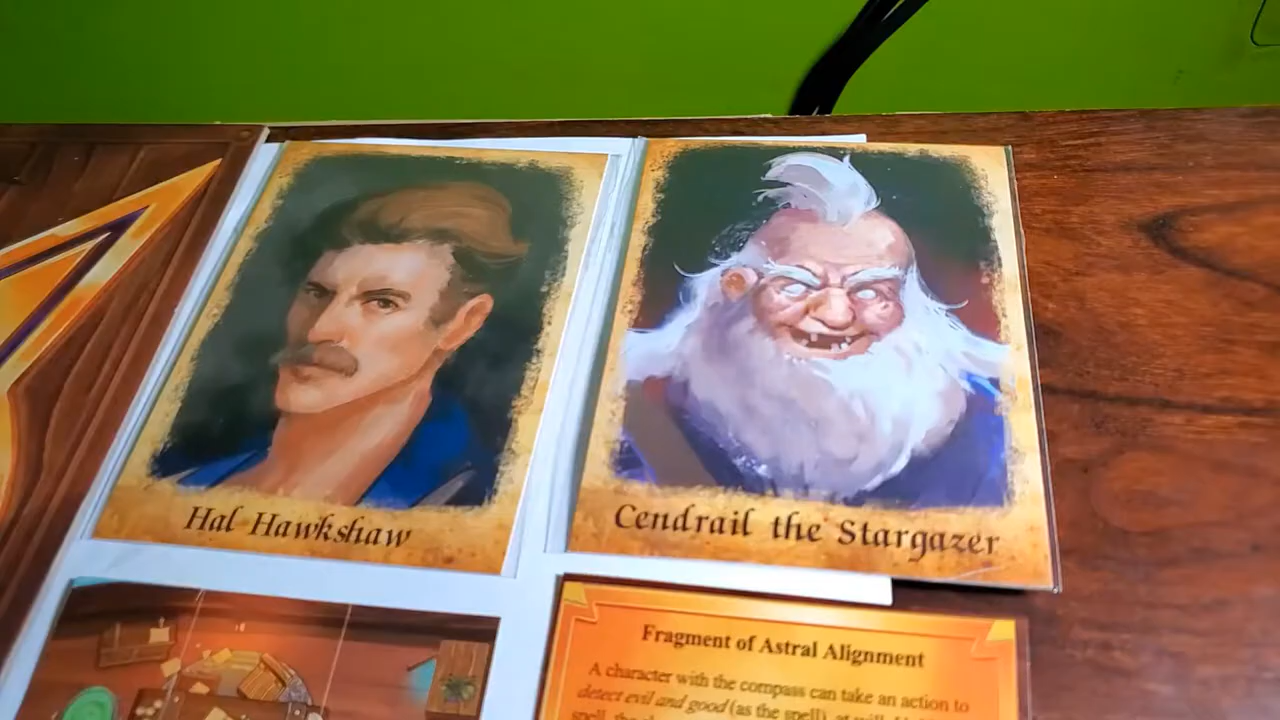 Hal Hawkshaw
Cendrail the Stargazer
Fragment of Astral Alignment
A character with the compass can take an action to
detect evil and good (as the spell), at will.